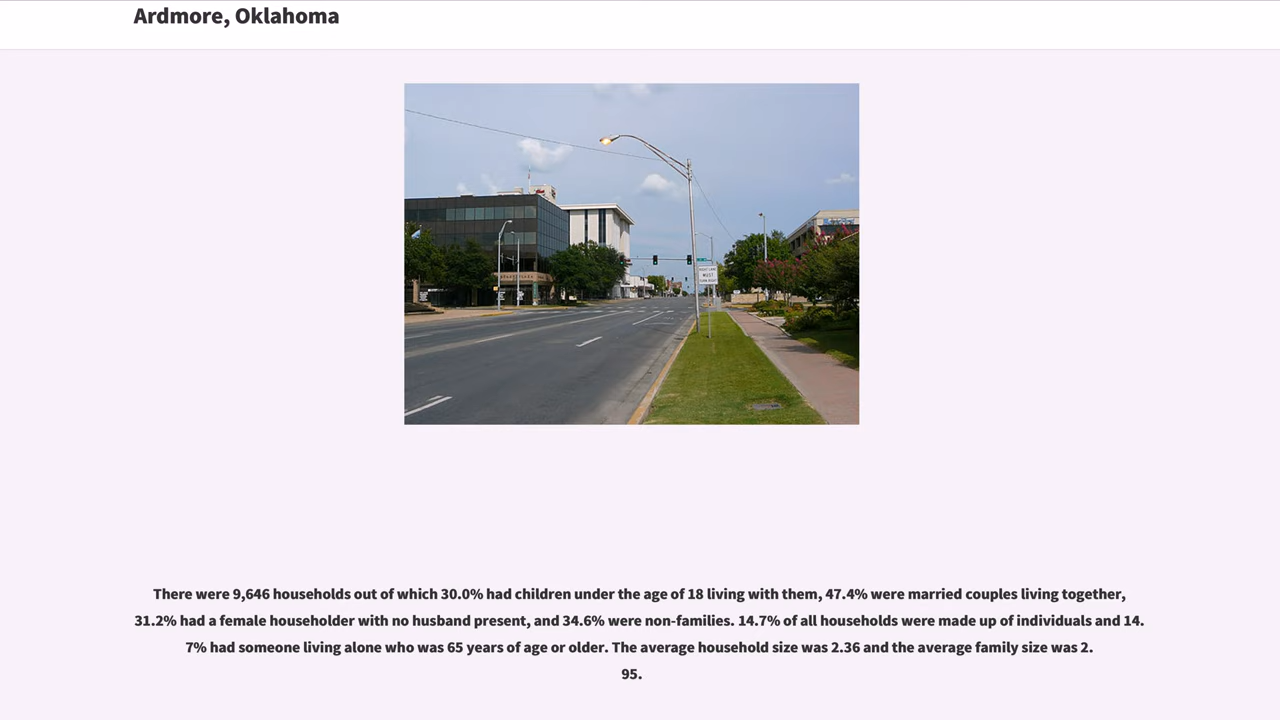 Ardmore, Oklahoma
MUST
There were 9,646 households out of which 30.0% had children under the age of 18 living with them, 47.4% were married couples living together,
31.2% had a female householder with no husband present, and 34.6% were non-families. 14.7% of all households were made up of individuals and 14.
7% had someone living alone who was 65 years of age or older. The average household size was 2.36 and the average family size was 2.
95.